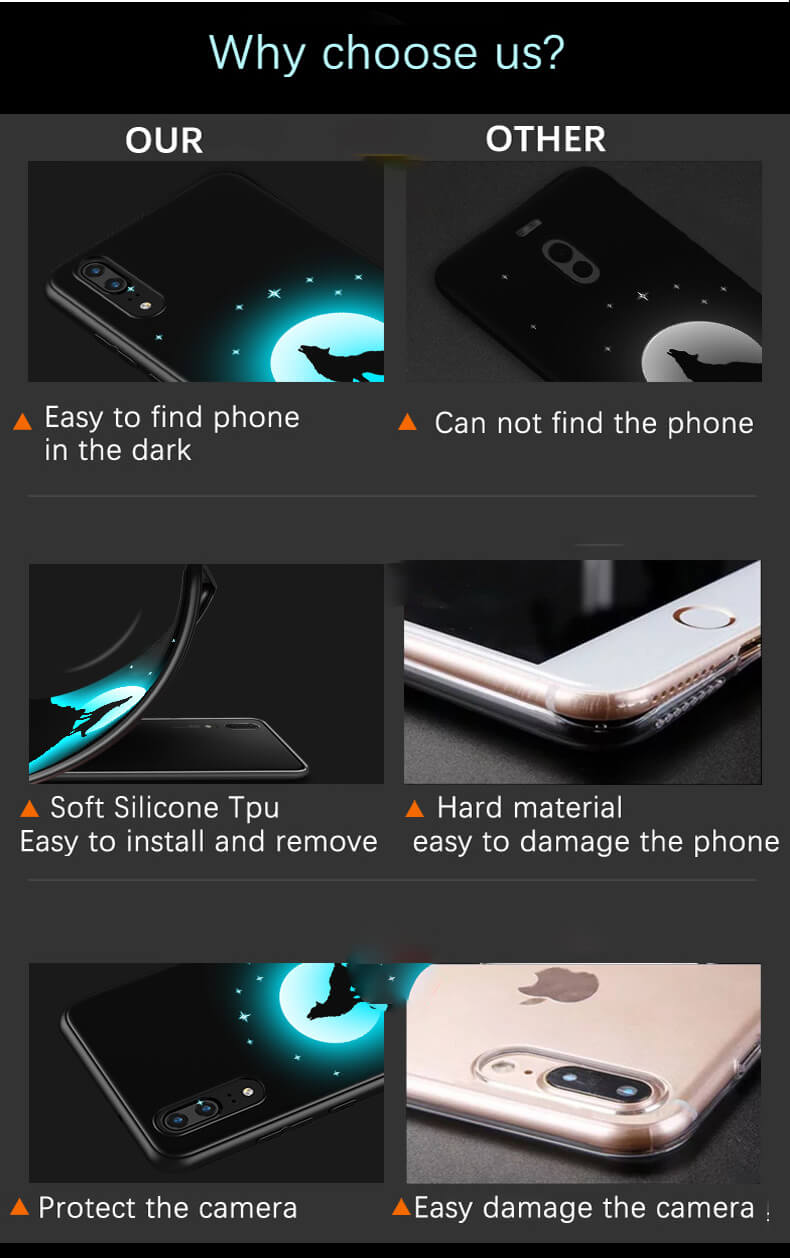 Why choose us?
OUR
OTHER
Easy to find phone
in the dark
Can not find the phone
Soft Silicone Tpu
Easy to install and remove
Hard material
easy to damage the phone
Protect the camera
Easy damage the camera